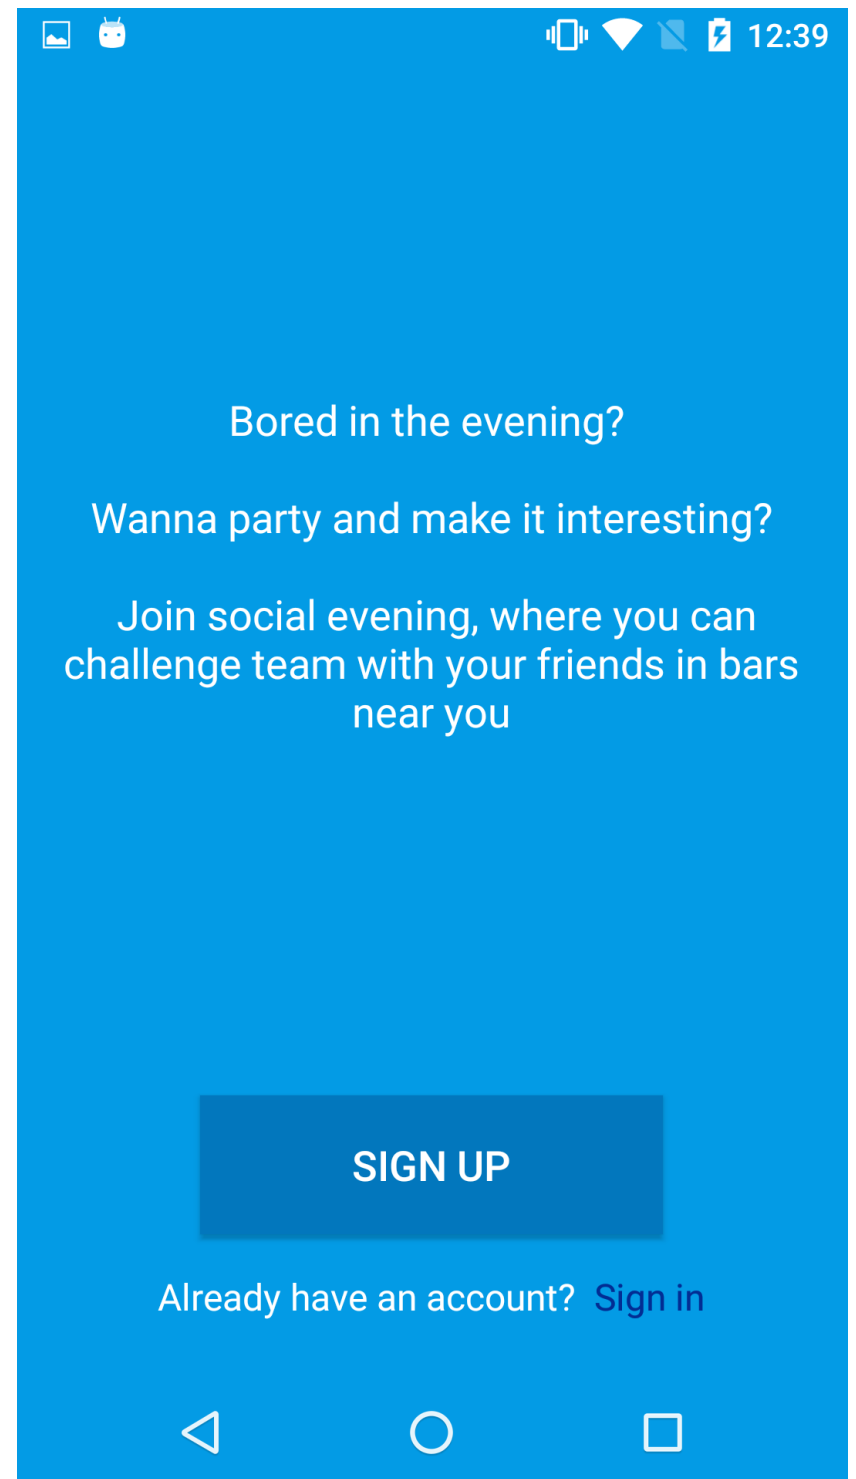 12:39
Bored in the evening?
Wanna party and make it interesting?
Join social evening, where you can
challenge team with your friends in bars
near you
SIGN UP
Already have an account? Sign in